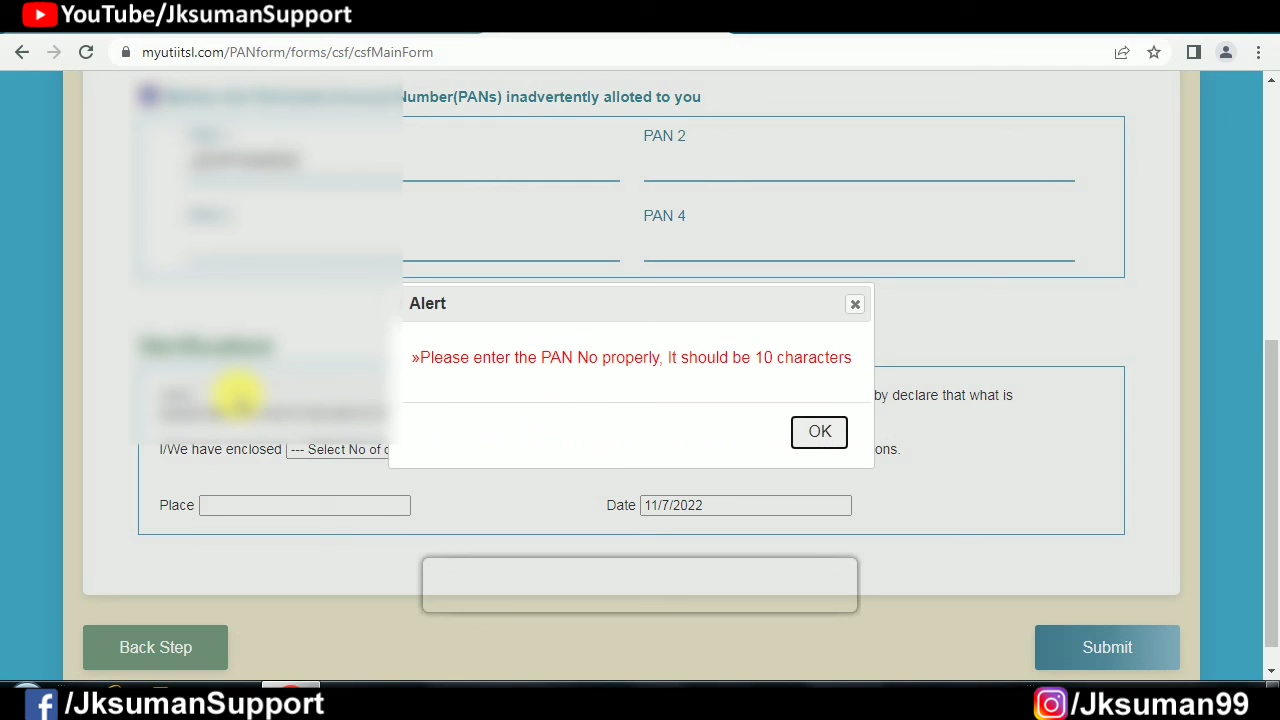 YouTube/JksumanSupport
myutiitsl.com/PANform/forms/csf/csfMainForm
Number(PANs) inadvertently alloted to you
PAN 2
PAN 4
Alert
»Please enter the PAN No properly, It should be 10 characters
OK
by declare that what is
I/We have enclosed --- Select No of ons.
Place Date 11/7/2022
Back Step Submit
/JksumanSupport /Jksuman99